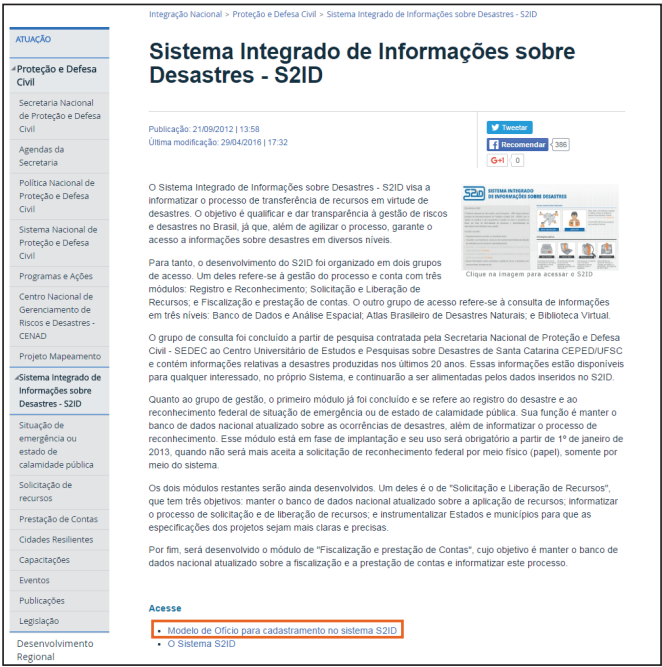 Integração Nacional > Proteção e Defesa Civil > Sistema Integrado de Informações sobre Desastres - S2ID
ATUAÇÃO
Proteção e Defesa
Civil
Secretaria Nacional
de Proteção e Defesa
Civil
Agendas da
Secretaria
Política Nacional de
Proteção e Defesa
Civil
Sistema Nacional de
Proteção e Defesa
Civil
Programas e Ações
Centro Nacional de
Gerenciamento de
Riscos e Desastres -
CENAD
Projeto Mapeamento
Sistema Integrado de
Informações sobre
Desastres - S2ID
Situação de
emergência ou
estado de
calamidade pública
Solicitação de
recursos
Prestação de Contas
Cidades Resilientes
Capacitações
Eventos
Publicações
Legislação
Desenvolvimento
Regional
Sistema Integrado de Informações sobre
Desastres - S2ID
Publicação: 21/09/2012 | 13:58
Última modificação: 29/04/2016 | 17:32
Tweetar
Recomendar 386
G+1 0
O Sistema Integrado de Informações sobre Desastres - S2ID visa a
informatizar o processo de transferência de recursos em virtude de
desastres. O objetivo é qualificar e dar transparência à gestão de riscos
e desastres no Brasil, já que, além de agilizar o processo, garante o
acesso a informações sobre desastres em diversos níveis.
S2ID SISTEMA INTEGRADO
DE INFORMAÇÕES SOBRE DESASTRES
Clique na imagem para acessar o S2ID
Para tanto, o desenvolvimento do S2ID foi organizado em dois grupos
de acesso. Um deles refere-se à gestão do processo e conta com três
módulos: Registro e Reconhecimento; Solicitação e Liberação de
Recursos; e Fiscalização e prestação de contas. O outro grupo de acesso refere-se à consulta de informações
em três níveis: Banco de Dados e Análise Espacial; Atlas Brasileiro de Desastres Naturais; e Biblioteca Virtual.
O grupo de consulta foi concluído a partir de pesquisa contratada pela Secretaria Nacional de Proteção e Defesa
Civil - SEDEC ao Centro Universitário de Estudos e Pesquisas sobre Desastres de Santa Catarina CEPED/UFSC
e contém informações relativas a desastres produzidas nos últimos 20 anos. Essas informações estão disponíveis
para qualquer interessado, no próprio Sistema, e continuarão a ser alimentadas pelos dados inseridos no S2ID.
Quanto ao grupo de gestão, o primeiro módulo já foi concluído e se refere ao registro do desastre e ao
reconhecimento federal de situação de emergência ou de estado de calamidade pública. Sua função é manter o
banco de dados nacional atualizado sobre as ocorrências de desastres, além de informatizar o processo de
reconhecimento. Esse módulo está em fase de implantação e seu uso será obrigatório a partir de 1º de janeiro de
2013, quando não será mais aceita a solicitação de reconhecimento federal por meio físico (papel), somente por
meio do sistema.
Os dois módulos restantes serão ainda desenvolvidos. Um deles é o de "Solicitação e Liberação de Recursos",
que tem três objetivos: manter o banco de dados nacional atualizado sobre a aplicação de recursos; informatizar
o processo de solicitação e de liberação de recursos; e instrumentalizar Estados e municípios para que as
especificações dos projetos sejam mais claras e precisas.
Por fim, será desenvolvido o módulo de "Fiscalização e prestação de Contas", cujo objetivo é manter o banco de
dados nacional atualizado sobre a fiscalização e a prestação de contas e informatizar este processo.
Acesse
• Modelo de Ofício para cadastramento no sistema S2ID
• O Sistema S2ID